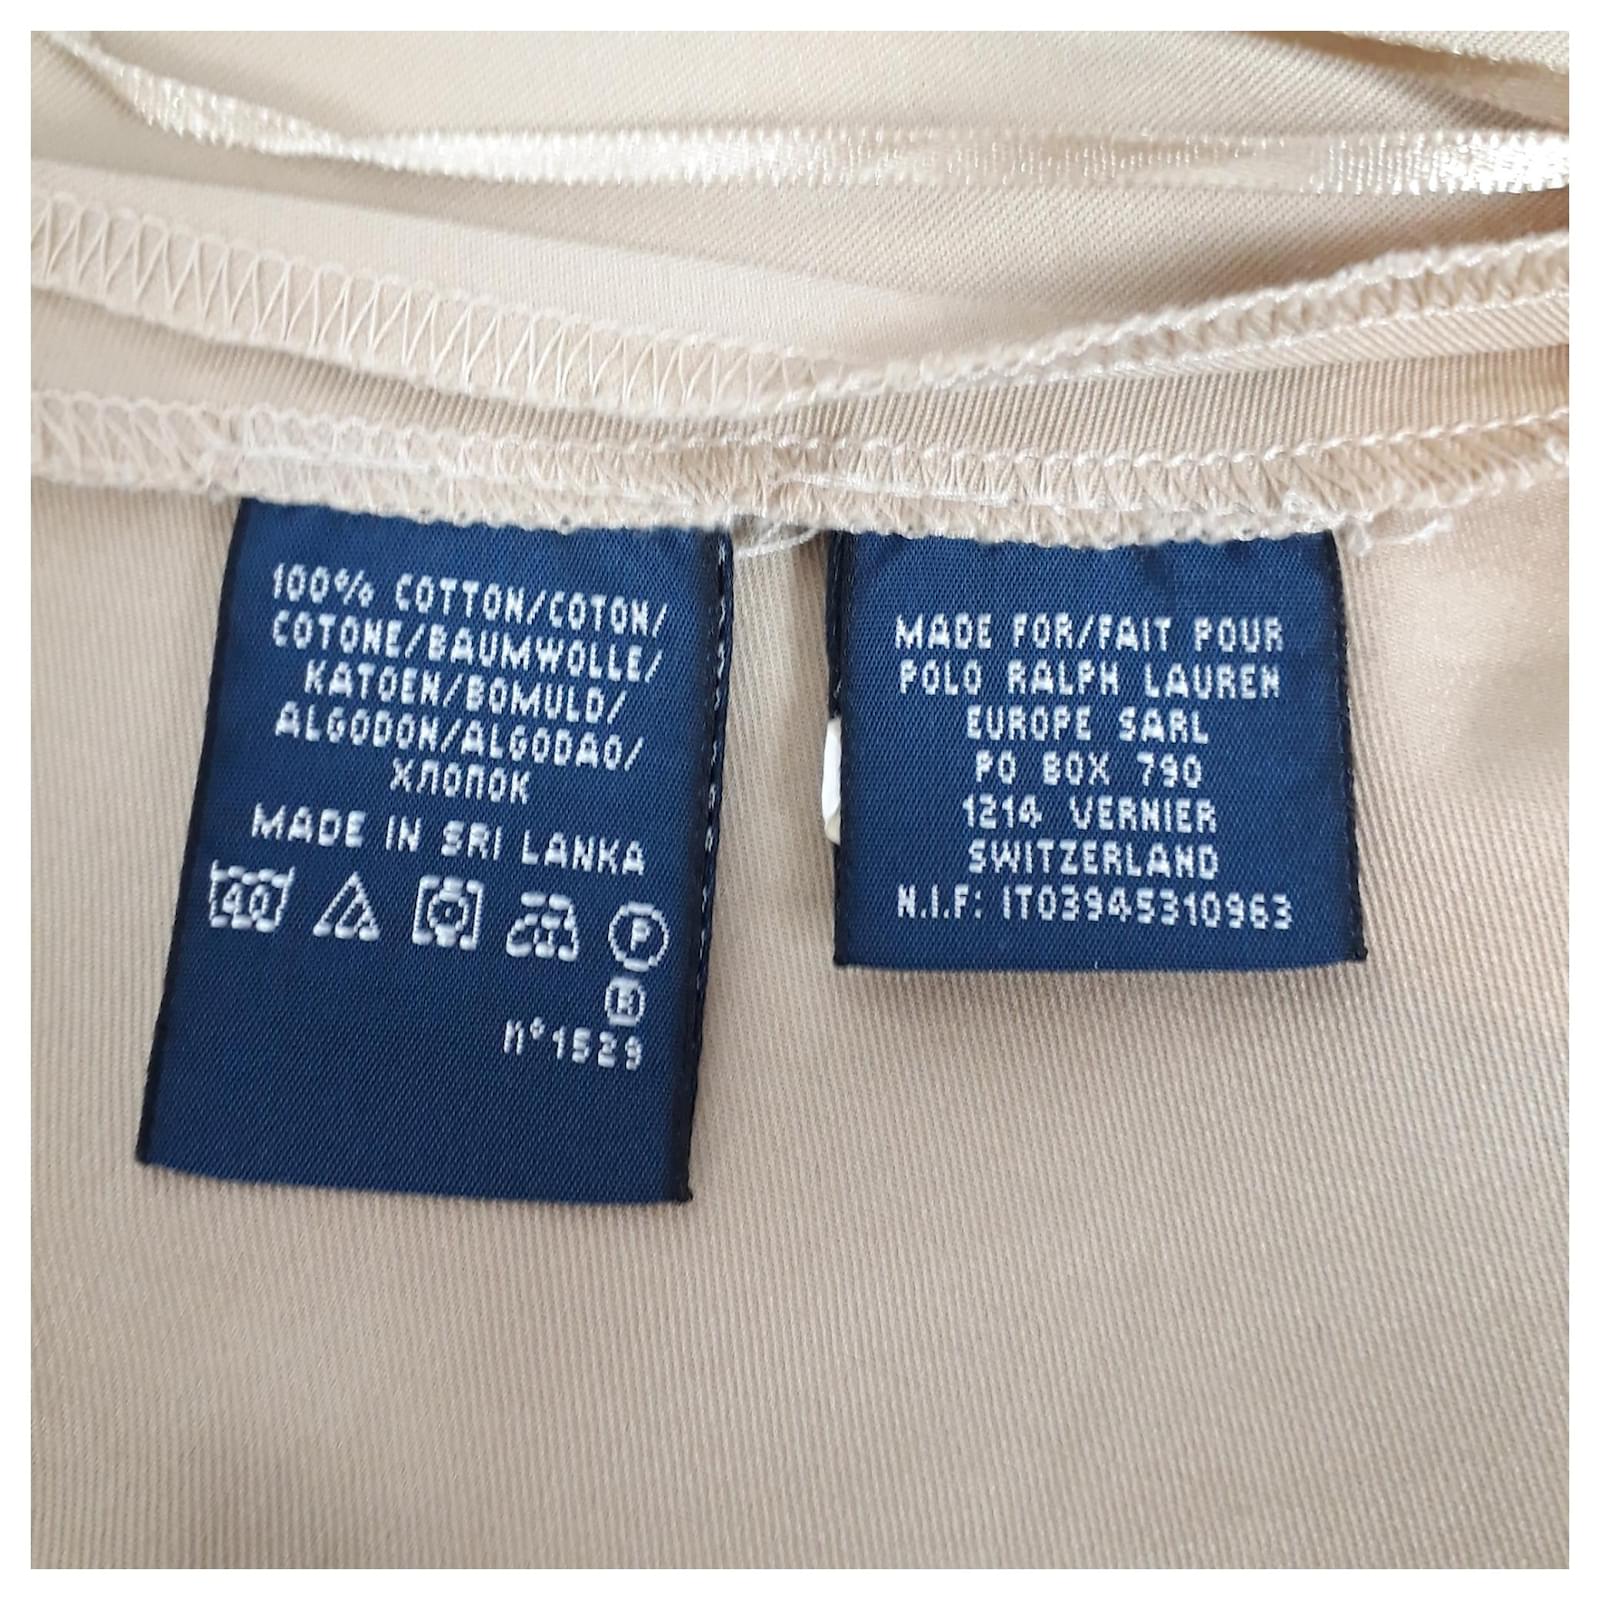 100% COTTON/COTON/
COTONE/BAUMWOLLE/
KATOEN/BOMULD/
ALGODON/ALGODAO/
ХЛОПОК
MADE IN SRI LANKA
40
P
R
n°1529
MADE FOR/FAIT POUR
POLO RALPH LAUREN
EUROPE SARL
PO BOX 790
1214 VERNIER
SWITZERLAND
N.I.F: IT03945310963